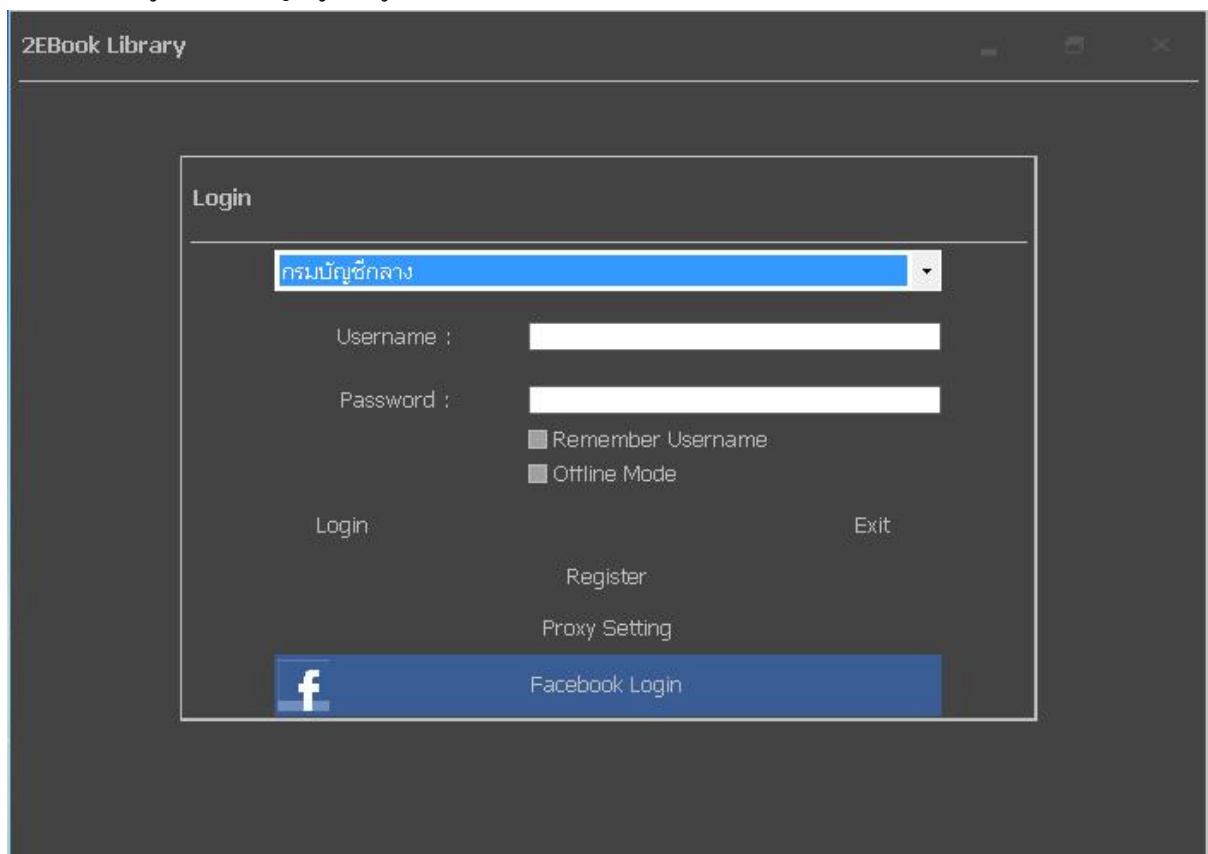 2EBook Library
Login
กรมบัญชีกลาง
Username :
Password :
Remember Username
Offline Mode
Login Exit
Register
Proxy Setting
f Facebook Login